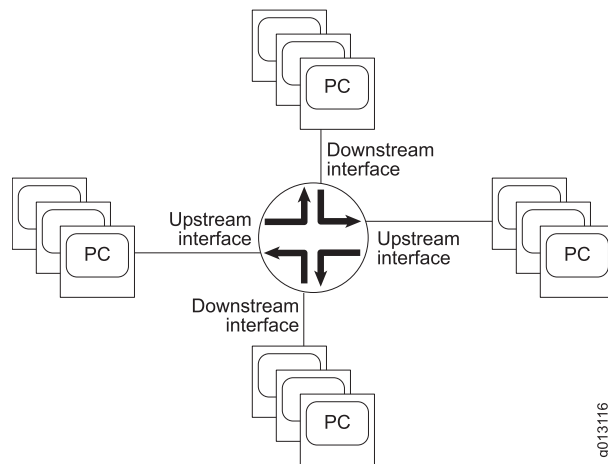 PC
Downstream
interface
Upstream
interface
PC
Upstream
interface
PC
Downstream
interface
PC
g013116